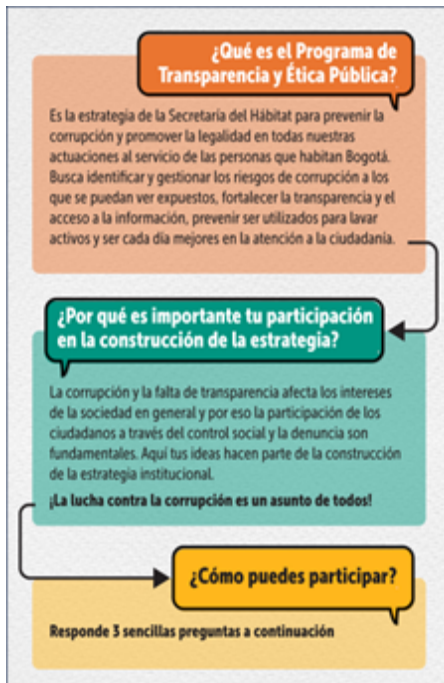 ¿Qué es el Programa de
Transparencia y Ética Pública?
Es la estrategia de la Secretaría del Hábitat para prevenir la
corrupción y promover la legalidad en todas nuestras
actuaciones al servicio de las personas que habitan Bogotá.
Busca identificar y gestionar los riesgos de corrupción a los
que se puedan ver expuestos, fortalecer la transparencia y el
acceso a la información, prevenir ser utilizados para lavar
activos y ser cada día mejores en la atención a la ciudadanía.
¿Por qué es importante tu participación
en la construcción de la estrategia?
La corrupción y la falta de transparencia afecta los intereses
de la sociedad en general y por eso la participación de los
ciudadanos a través del control social y la denuncia son
fundamentales. Aquí tus ideas hacen parte de la construcción
de la estrategia institucional.
¡La lucha contra la corrupción es un asunto de todos!
¿Cómo puedes participar?
Responde 3 sencillas preguntas a continuación